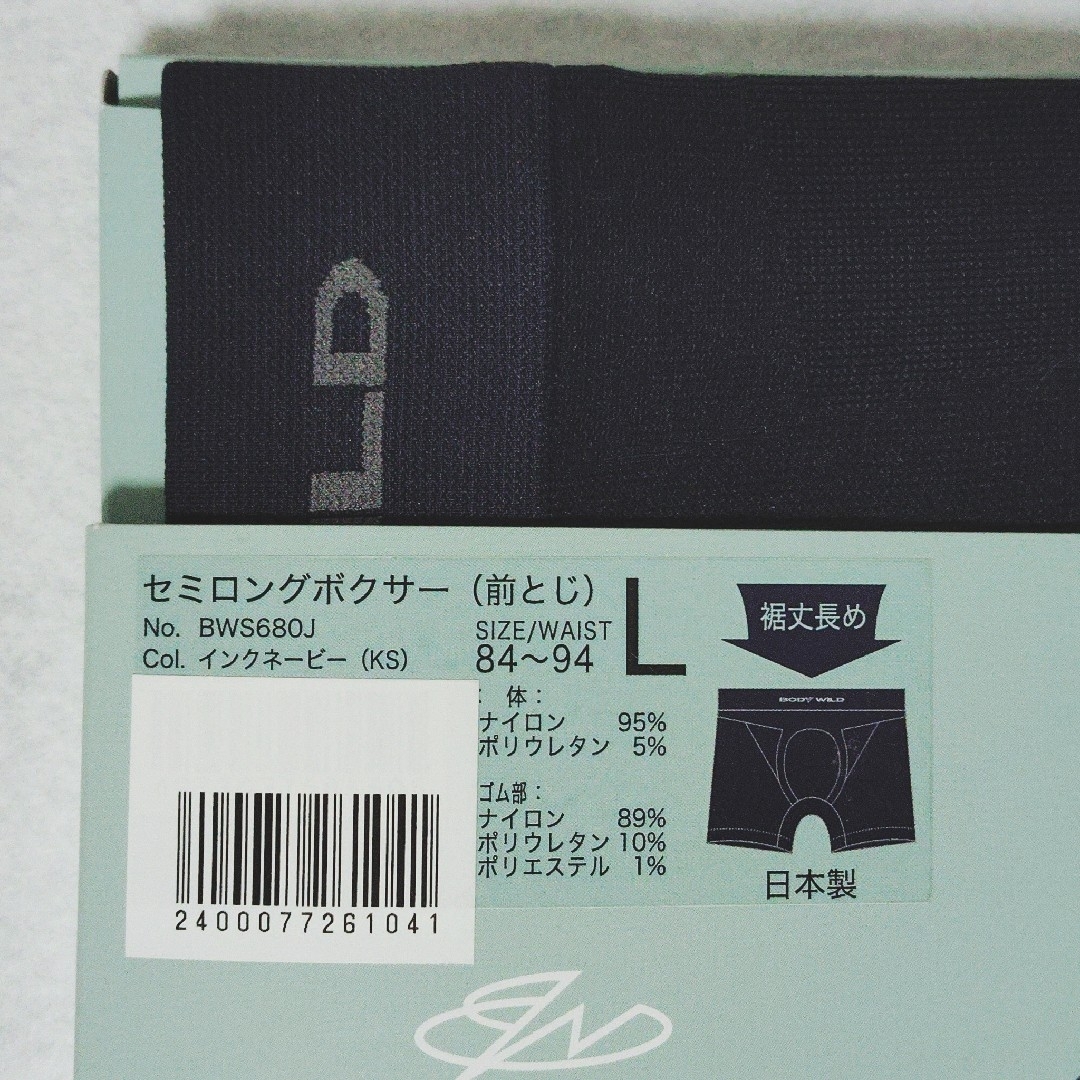 LD
セミロングボクサー（前とじ）
No. BWS680J
Col. インクネービー（KS）
SIZE/WAIST
84～94
L
体：
ナイロン 95%
ポリウレタン 5%
ゴム部：
ナイロン 89%
ポリウレタン 10%
ポリエステル 1%
裾丈長め
BODY WILD
日本製
2400077261041